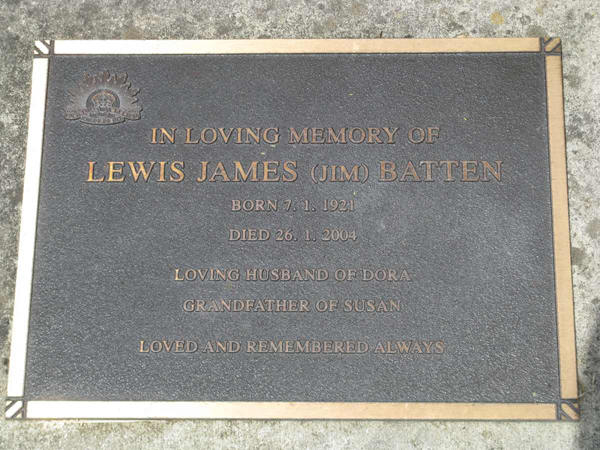 IN LOVING MEMORY OF
LEWIS JAMES (JIM) BATTEN
BORN 7. 1. 1921
DIED 26. 1. 2004
LOVING HUSBAND OF DORA
GRANDFATHER OF SUSAN
LOVED AND REMEMBERED ALWAYS